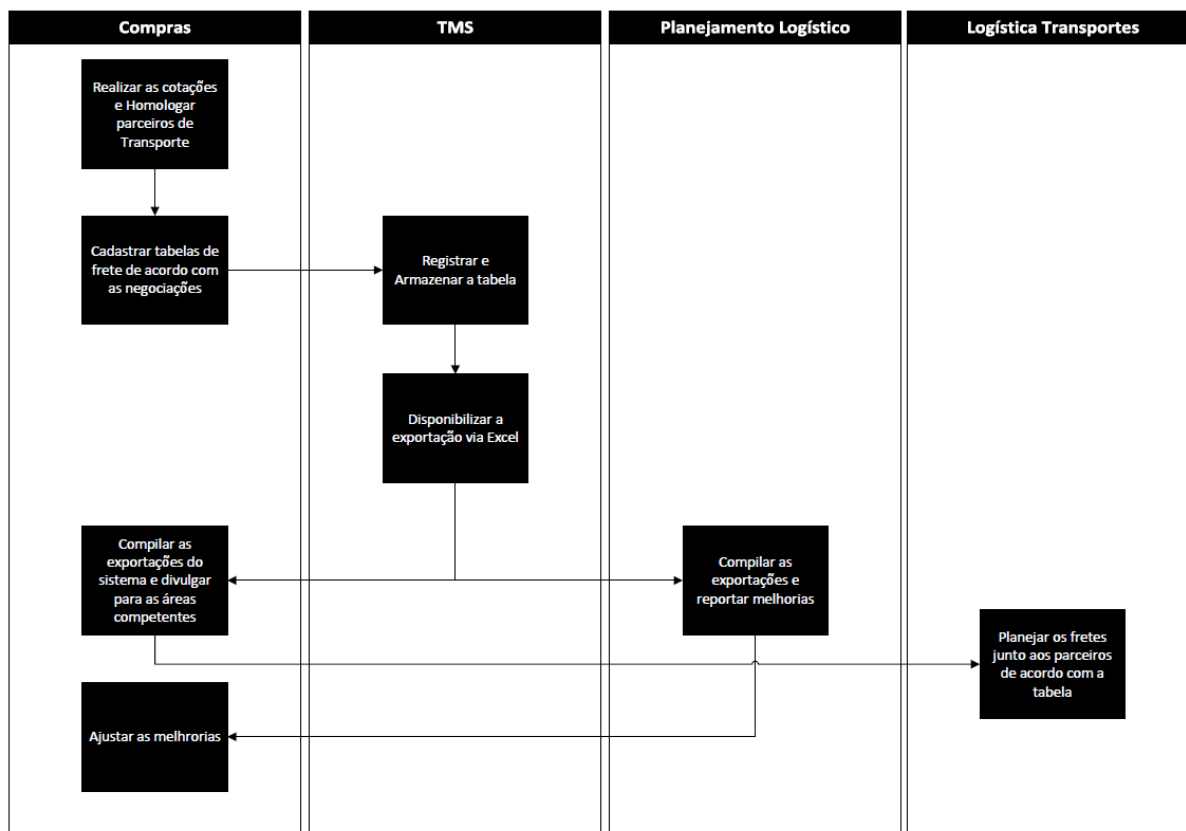 Compras
TMS
Planejamento Logístico
Logística Transportes
Realizar as cotações
e Homologar
parceiros de
Transporte
Cadastrar tabelas de
frete de acordo com
as negociações
Registrar e
Armazenar a tabela
Disponibilizar a
exportação via Excel
Compilar as
exportações do
sistema e divulgar
para as áreas
competentes
Compilar as
exportações e
reportar melhorias
Planejar os fretes
junto aos parceiros
de acordo com a
tabela
Ajustar as melhrorias